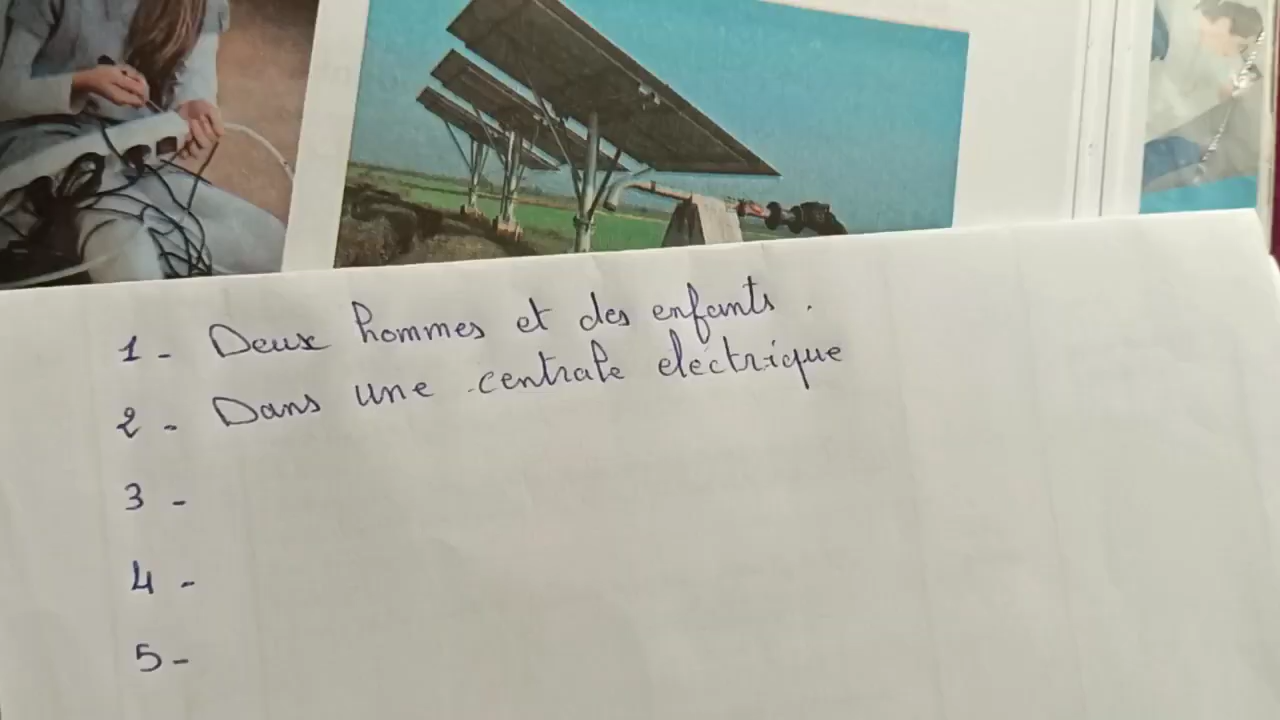 1 - Deux hommes et des enfants .
2 - Dans une centrale électrique
3 -
4 -
5 -